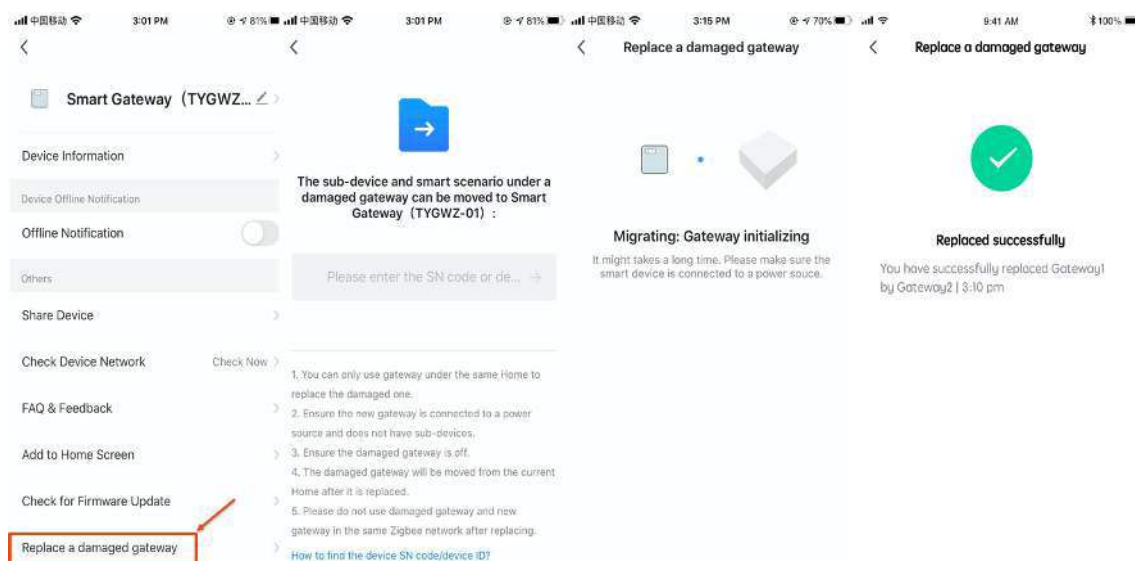 中国移动
3:01 PM
81%
Smart Gateway（TYGWZ...
Device Information
Device Offline Notification
Offline Notification
Others
Share Device
Check Device Network
Check Now
FAQ & Feedback
Add to Home Screen
Check for Firmware Update
Replace a damaged gateway
中国移动
3:01 PM
81%
The sub-device and smart scenario under a
damaged gateway can be moved to Smart
Gateway（TYGWZ-01）:
Please enter the SN code or de...
1. You can only use gateway under the same Home to
replace the damaged one.
2. Ensure the new gateway is connected to a power
source and does not have sub-devices.
3. Ensure the damaged gateway is off.
4. The damaged gateway will be moved from the current
Home after it is replaced.
5. Please do not use damaged gateway and new
gateway in the same Zigbee network after replacing.
How to find the device SN code/device ID?
中国移动
3:15 PM
70%
Replace a damaged gateway
Migrating: Gateway initializing
It might takes a long time. Please make sure the
smart device is connected to a power souce.
9:41 AM
100%
Replace a damaged gateway
Replaced successfully
You have successfully replaced Gateway1
by Gateway2 | 3:10 pm